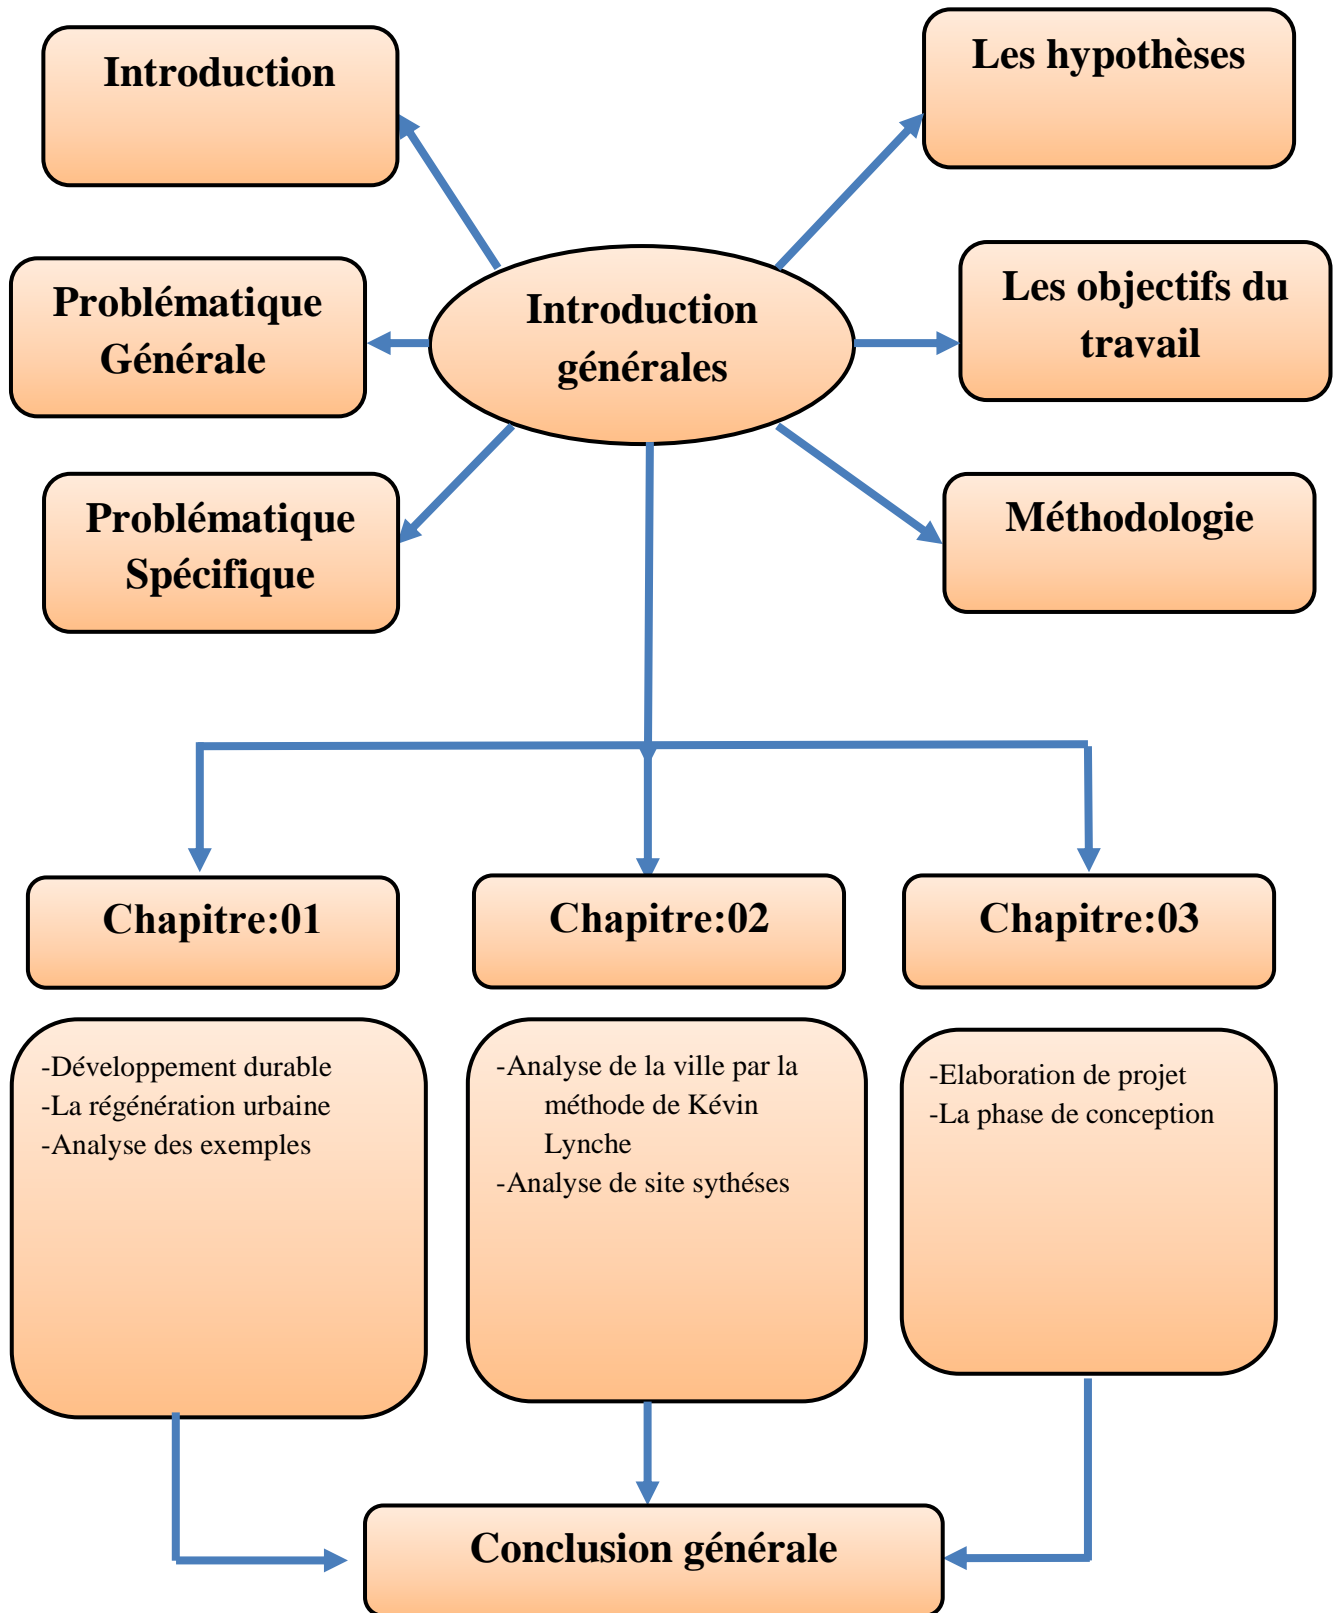 Introduction
Les hypothèses
Introduction
générales
Problématique
Générale
Les objectifs du
travail
Problématique
Spécifique
Méthodologie
Chapitre:01
Chapitre:02
Chapitre:03
-Développement durable
-La régénération urbaine
-Analyse des exemples
-Analyse de la ville par la
méthode de Kévin
Lynche
-Analyse de site sythéses
-Elaboration de projet
-La phase de conception
Conclusion générale